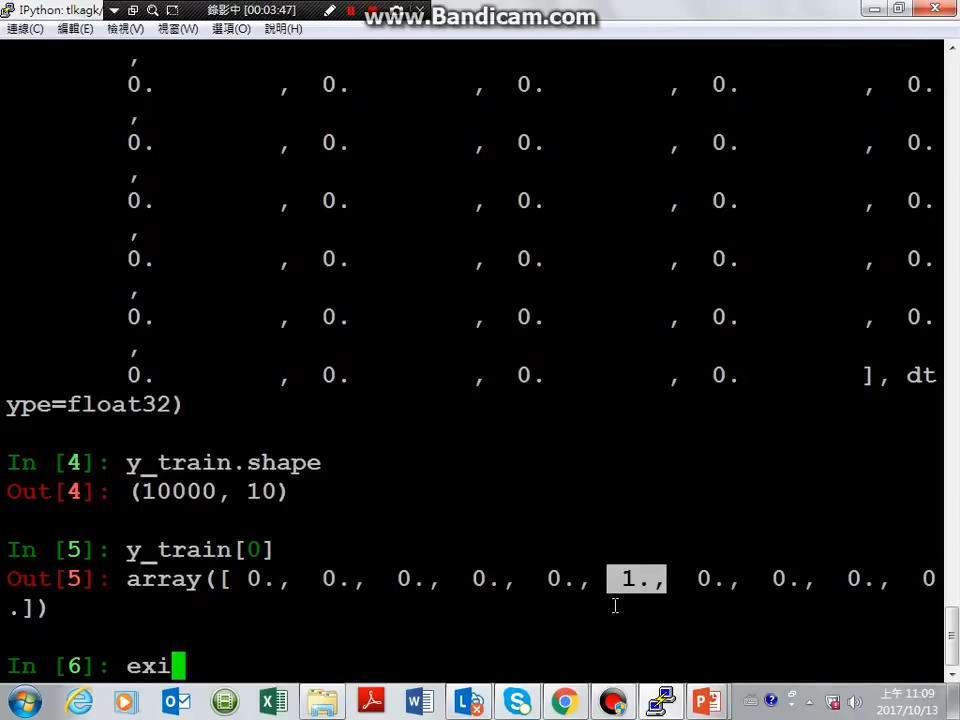 IPython: tlkagk/
錄影中 [00:03:47]
www.Bandicam.com
連線(C) 編輯(E) 檢視(V) 視窗(W) 選項(O) 說明(H)
,
0. , 0. , 0. , 0. , 0.
,
0. , 0. , 0. , 0. , 0.
,
0. , 0. , 0. , 0. , 0.
,
0. , 0. , 0. , 0. , 0.
,
0. , 0. , 0. , 0. , 0.
,
0. , 0. , 0. , 0. ], dt
ype=float32)
In [4]: y_train.shape
Out[4]: (10000, 10)
In [5]: y_train[0]
Out[5]: array([ 0., 0., 0., 0., 0., 1., 0., 0., 0., 0
.])
In [6]: exi
上午 11:09
2017/10/13